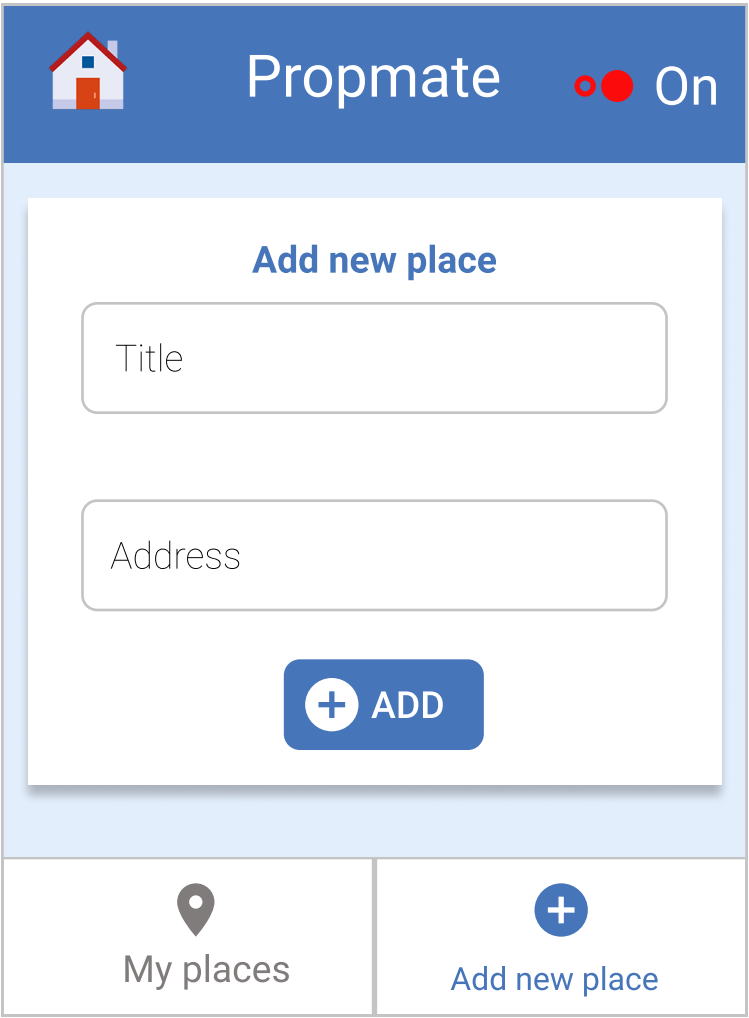 Propmate
On
Add new place
Title
Address
ADD
My places
Add new place